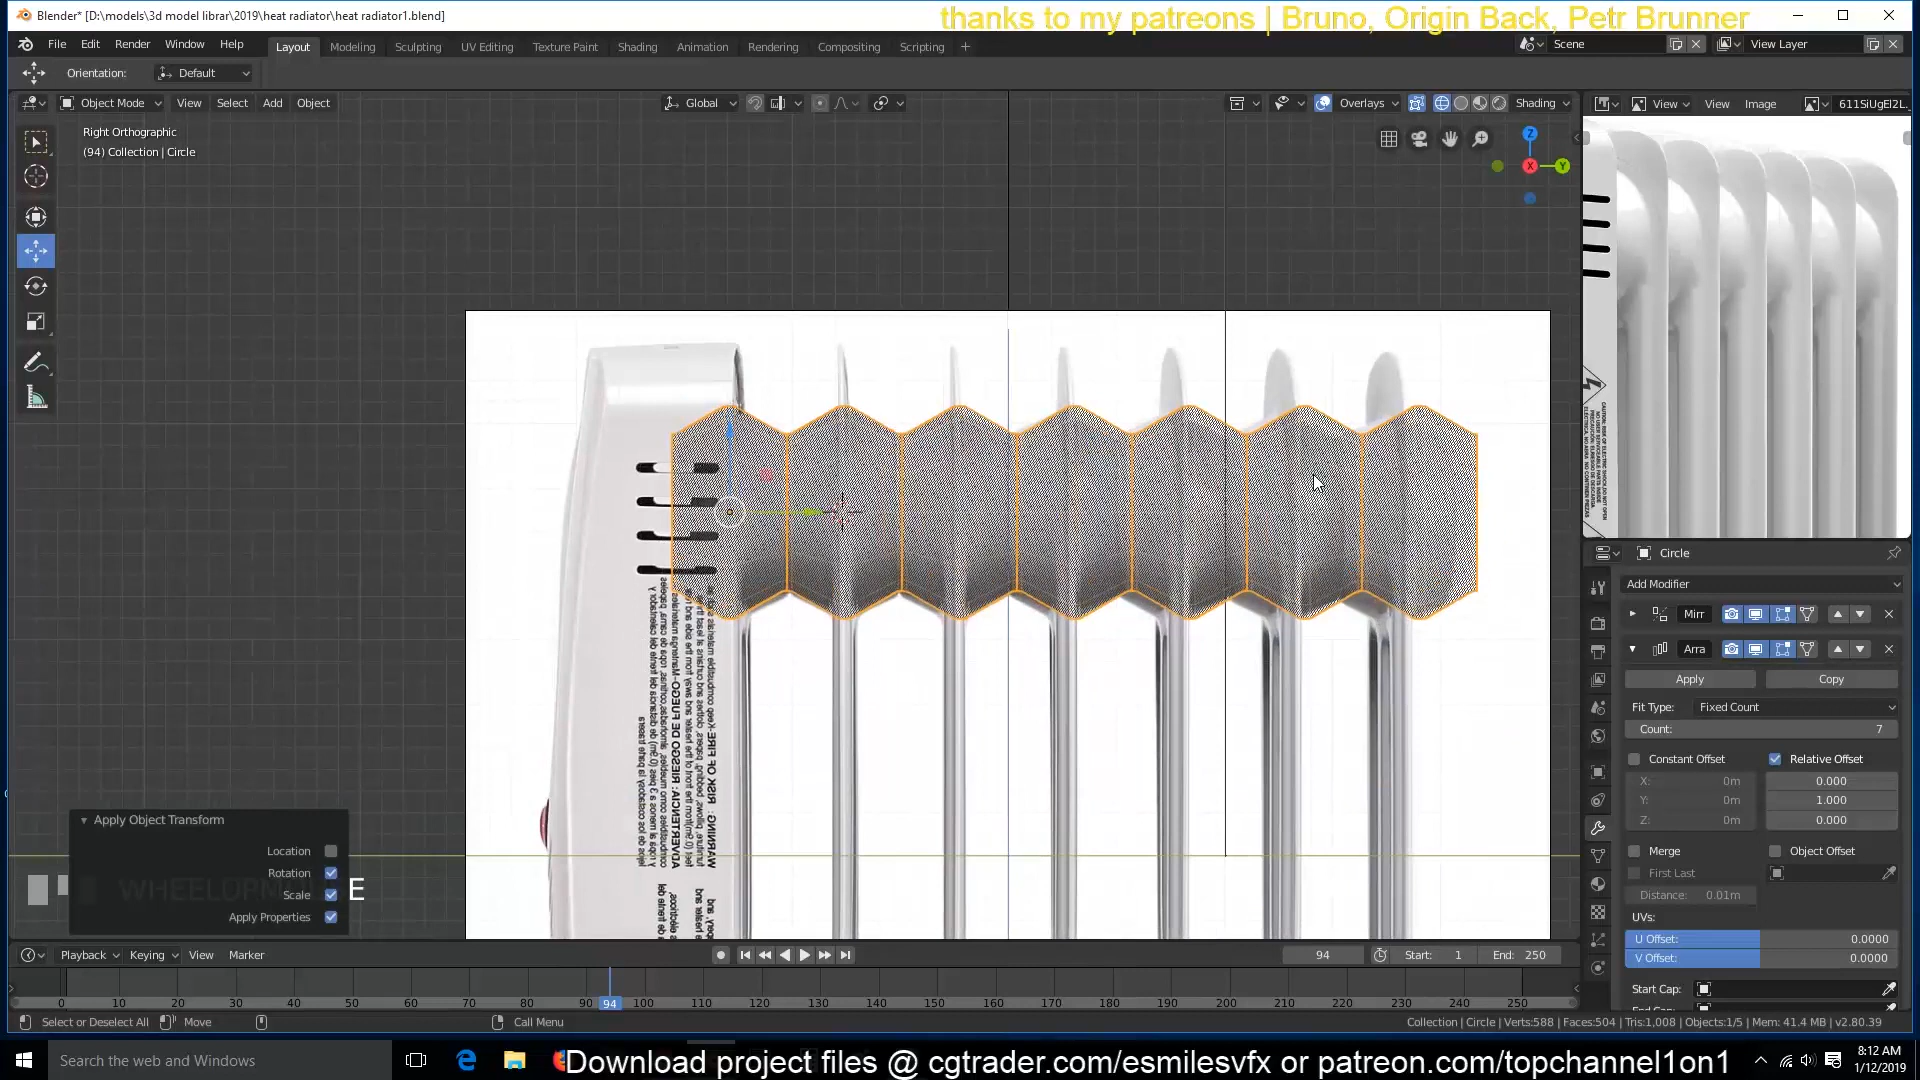 Blender* [D:\models\3d model librar\2019\heat radiator\heat radiator1.blend]
thanks to my patreons | Bruno, Origin Back, Petr Brunner
File Edit Render Window Help Layout Modeling Sculpting UV Editing Texture Paint Shading Animation Rendering Compositing Scripting + Scene View Layer
Orientation: Default
Object Mode View Select Add Object Global Overlays Shading View View Image 611SiUgEl2L._
Right Orthographic
(94) Collection | Circle
Z
X Y
Circle
Add Modifier
Mirr
Arra
Apply Copy
Fit Type: Fixed Count
Count: 7
Constant Offset Relative Offset
X: 0m 0.000
Y: 0m 1.000
Z: 0m 0.000
Merge Object Offset
First Last
Distance: 0.01m
UVs:
U Offset: 0.0000
V Offset: 0.0000
Start Cap:
Apply Object Transform
Location
Rotation
Scale
Apply Properties
WHEELDPM E
Playback Keying View Marker 94 Start: 1 End: 250
0 10 20 30 40 50 60 70 80 90 94 100 110 120 130 140 150 160 170 180 190 200 210 220 230 240 250
Select or Deselect All Move Call Menu Collection | Circle | Verts:588 | Faces:504 | Tris:1,008 | Objects:1/5 | Mem: 41.4 MB | v2.80.39
Search the web and Windows
Download project files @ cgtrader.com/esmilesvfx or patreon.com/topchannel1on1
8:12 AM
1/12/2019